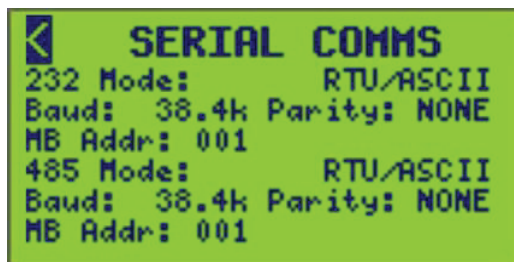 < SERIAL COMMS
232 Mode: RTU/ASCII
Baud: 38.4k Parity: NONE
MB Addr: 001
485 Mode: RTU/ASCII
Baud: 38.4k Parity: NONE
MB Addr: 001